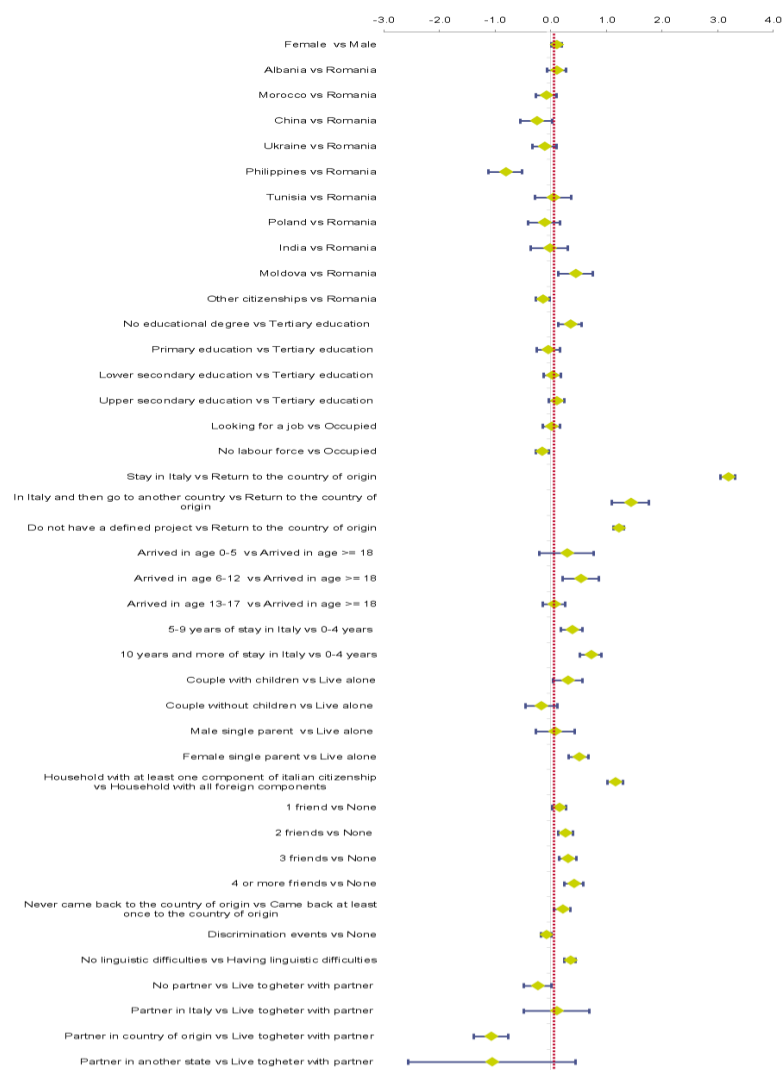 -3.0 -2.0 -1.0 0.0 1.0 2.0 3.0 4.0
Female vs Male
Albania vs Romania
Morocco vs Romania
China vs Romania
Ukraine vs Romania
Philippines vs Romania
Tunisia vs Romania
Poland vs Romania
India vs Romania
Moldova vs Romania
Other citizenships vs Romania
No educational degree vs Tertiary education
Primary education vs Tertiary education
Lower secondary education vs Tertiary education
Upper secondary education vs Tertiary education
Looking for a job vs Occupied
No labour force vs Occupied
Stay in Italy vs Return to the country of origin
In Italy and then go to another country vs Return to the country of
origin
Do not have a defined project vs Return to the country of origin
Arrived in age 0-5 vs Arrived in age >= 18
Arrived in age 6-12 vs Arrived in age >= 18
Arrived in age 13-17 vs Arrived in age >= 18
5-9 years of stay in Italy vs 0-4 years
10 years and more of stay in Italy vs 0-4 years
Couple with children vs Live alone
Couple without children vs Live alone
Male single parent vs Live alone
Female single parent vs Live alone
Household with at least one component of italian citizenship
vs Household with all foreign components
1 friend vs None
2 friends vs None
3 friends vs None
4 or more friends vs None
Never came back to the country of origin vs Came back at least
once to the country of origin
Discrimination events vs None
No linguistic difficulties vs Having linguistic difficulties
No partner vs Live togheter with partner
Partner in Italy vs Live togheter with partner
Partner in country of origin vs Live togheter with partner
Partner in another state vs Live togheter with partner